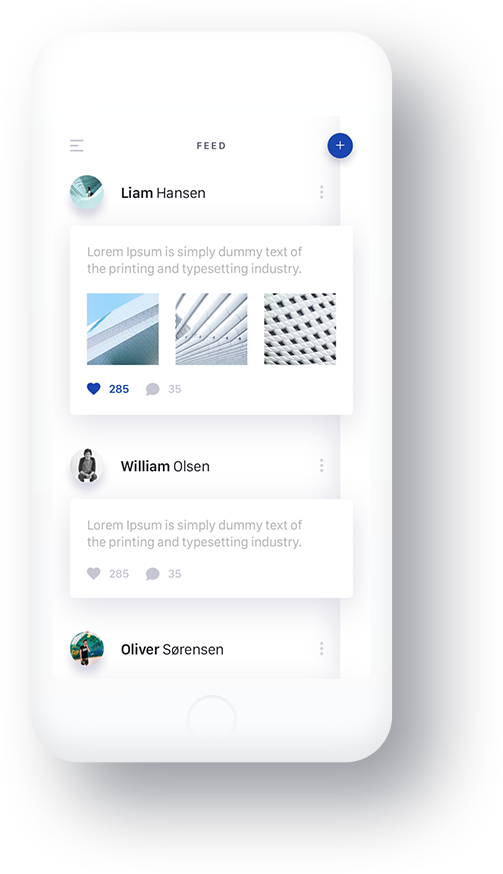 FEED
Liam Hansen
Lorem Ipsum is simply dummy text of
the printing and typesetting industry.
285 35
William Olsen
Lorem Ipsum is simply dummy text of
the printing and typesetting industry.
285 35
Oliver Sørensen